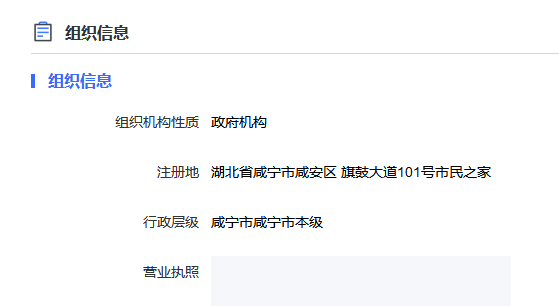 组织信息
组织信息
组织机构性质 政府机构
注册地 湖北省咸宁市咸安区 旗鼓大道101号市民之家
行政层级 咸宁市咸宁市本级
营业执照